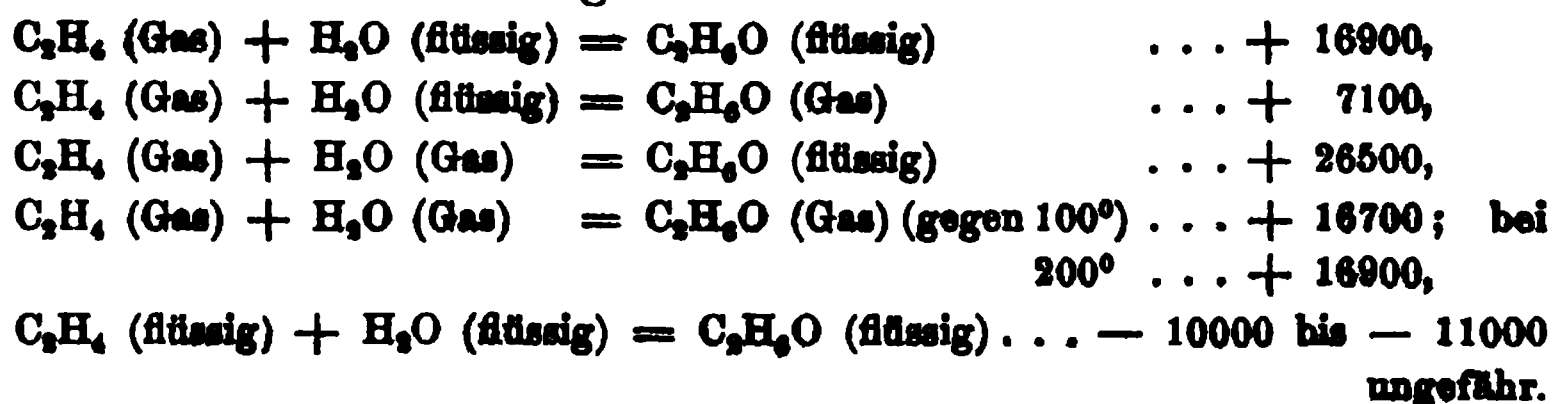 C₂H₄ (Gas) + H₂O (flüssig) = C₂H₆O (flüssig) . . . + 16900,
C₂H₄ (Gas) + H₂O (flüssig) = C₂H₆O (Gas) . . . + 7100,
C₂H₄ (Gas) + H₂O (Gas) = C₂H₆O (flüssig) . . . + 26500,
C₂H₄ (Gas) + H₂O (Gas) = C₂H₆O (Gas) (gegen 100⁰) . . . + 16700; bei
200⁰ . . . + 16900,
C₂H₄ (flüssig) + H₂O (flüssig) = C₂H₆O (flüssig) . . . — 10000 bis — 11000
ungefähr.